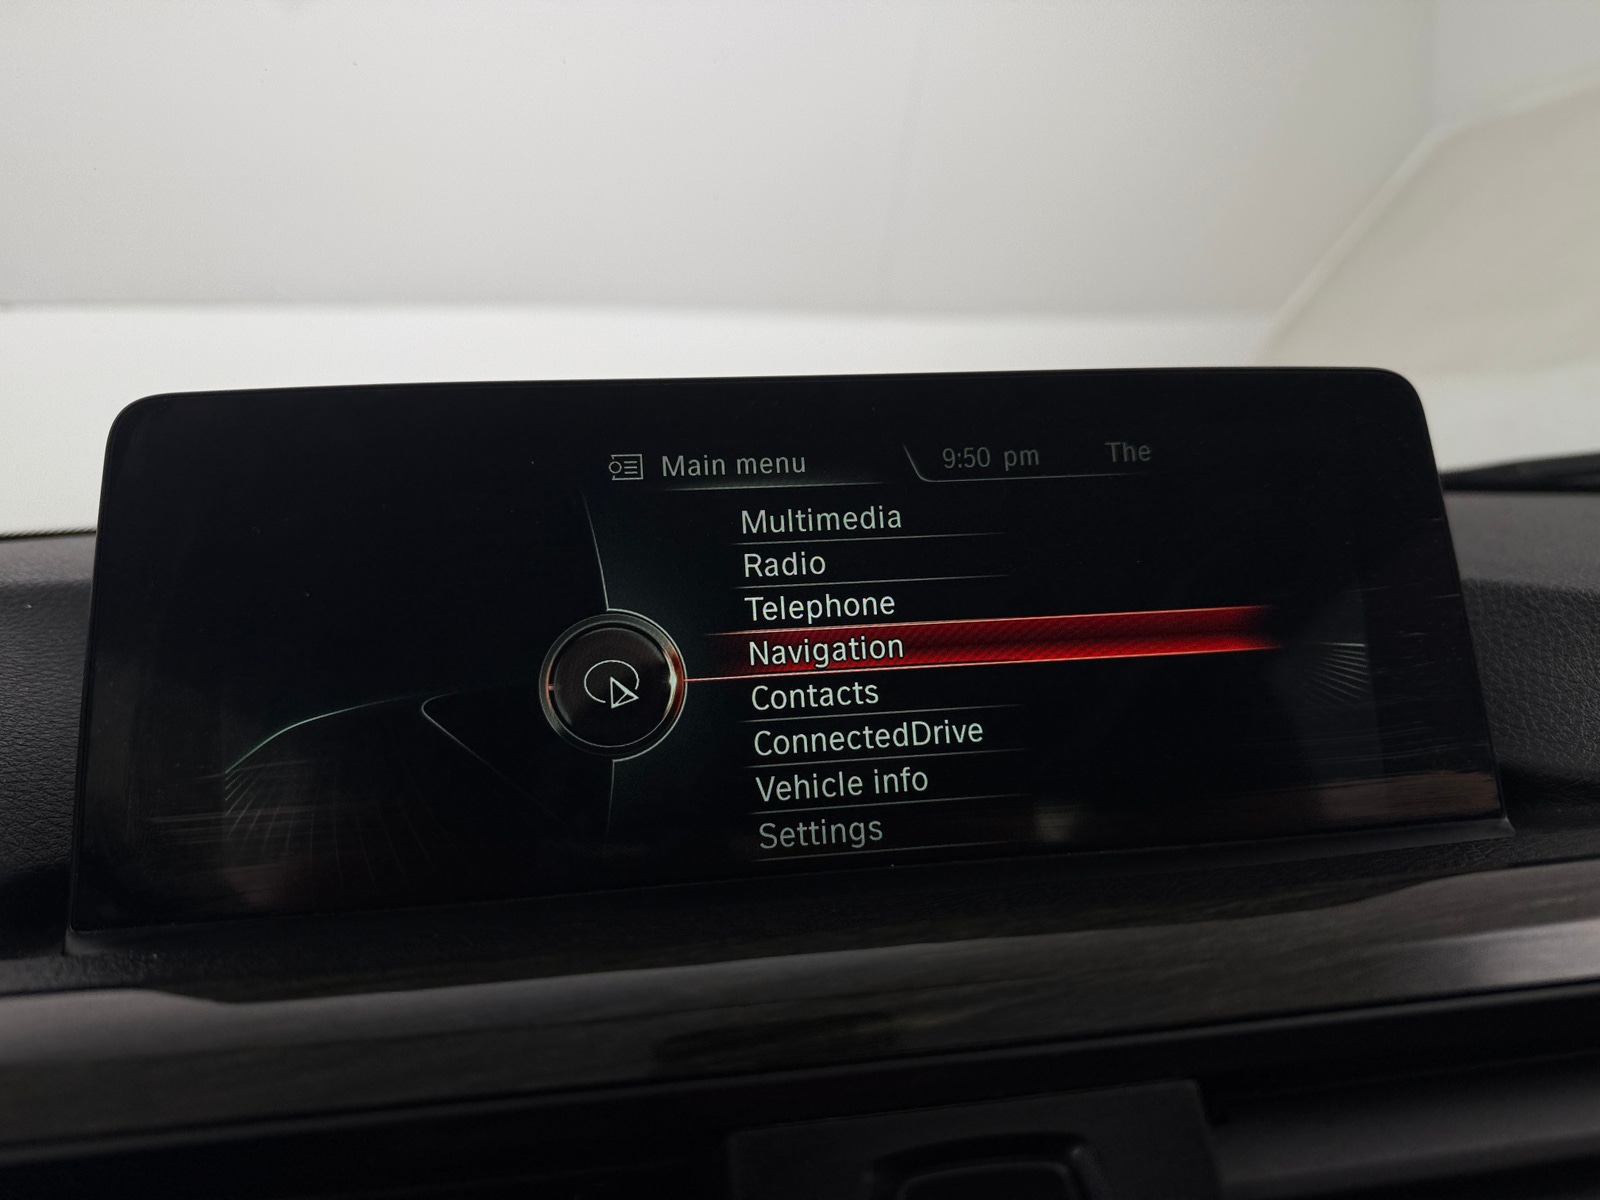 Main menu 9:50 pm The
Multimedia
Radio
Telephone
Navigation
Contacts
ConnectedDrive
Vehicle info
Settings